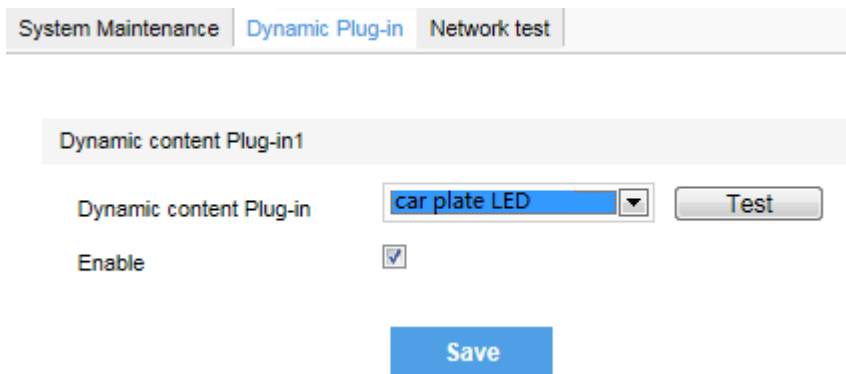 System Maintenance Dynamic Plug-in Network test
Dynamic content Plug-in1
Dynamic content Plug-in car plate LED Test
Enable
Save